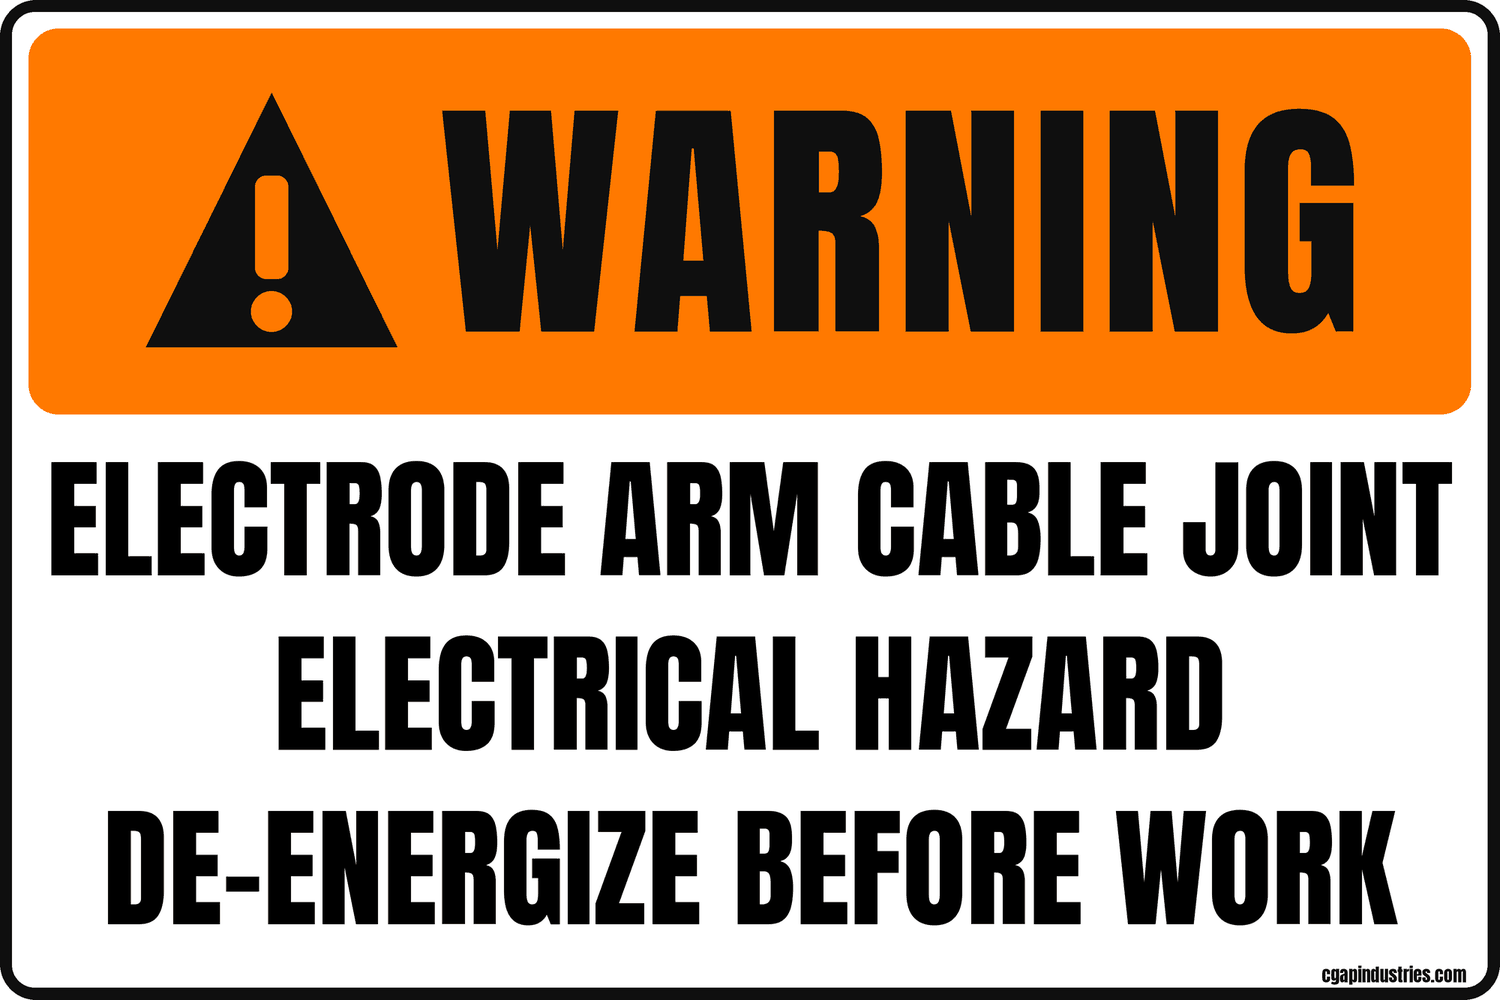 WARNING
ELECTRODE ARM CABLE JOINT
ELECTRICAL HAZARD
DE-ENERGIZE BEFORE WORK
cgapindustries.com